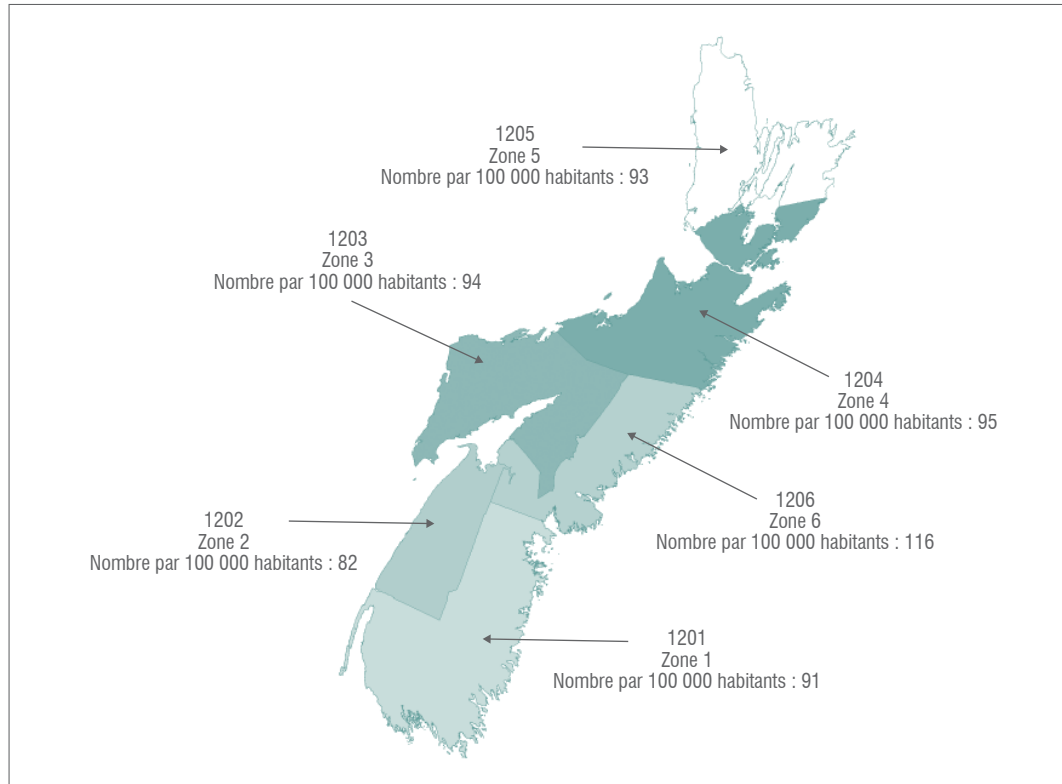 1205
Zone 5
Nombre par 100 000 habitants : 93
1203
Zone 3
Nombre par 100 000 habitants : 94
1204
Zone 4
Nombre par 100 000 habitants : 95
1206
Zone 6
Nombre par 100 000 habitants : 116
1202
Zone 2
Nombre par 100 000 habitants : 82
1201
Zone 1
Nombre par 100 000 habitants : 91